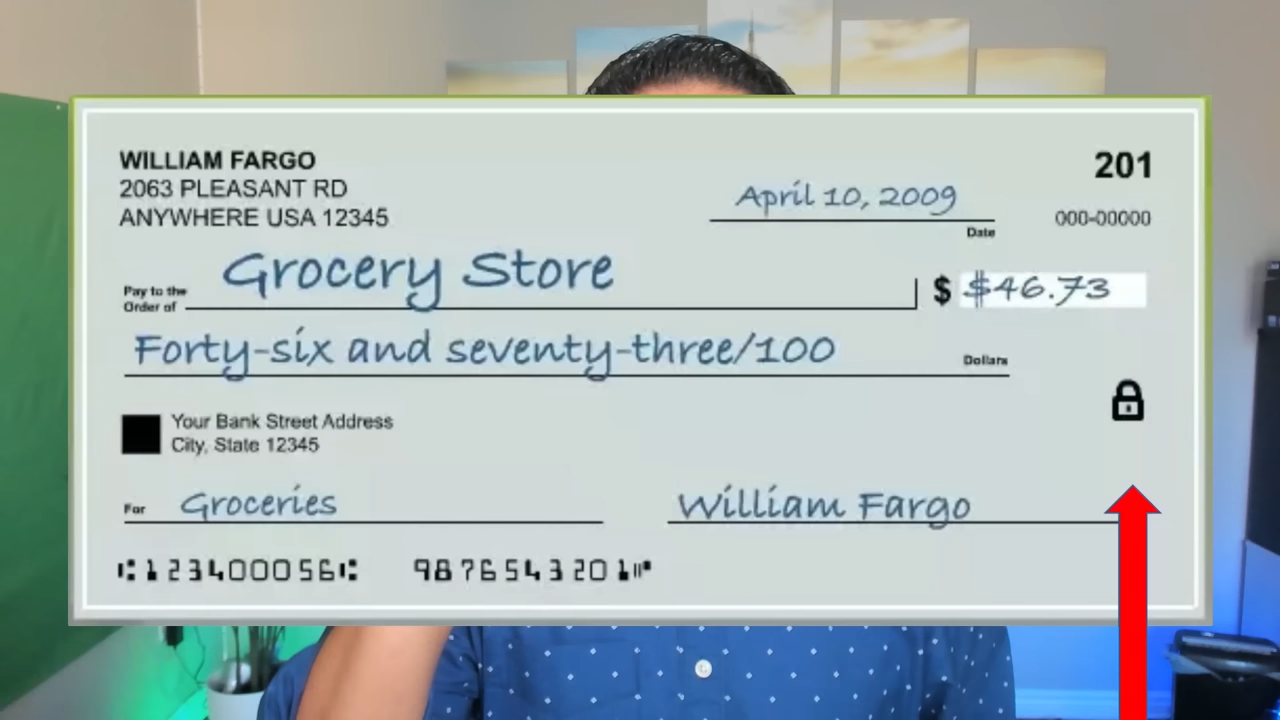 WILLIAM FARGO
2063 PLEASANT RD
ANYWHERE USA 12345
201
April 10, 2009
Date
000-00000
Pay to the
Order of
Grocery Store
$ $46.73
Forty-six and seventy-three/100 Dollars
Your Bank Street Address
City, State 12345
For Groceries
William Fargo
⑆123400056⑆ 9876543201⑈